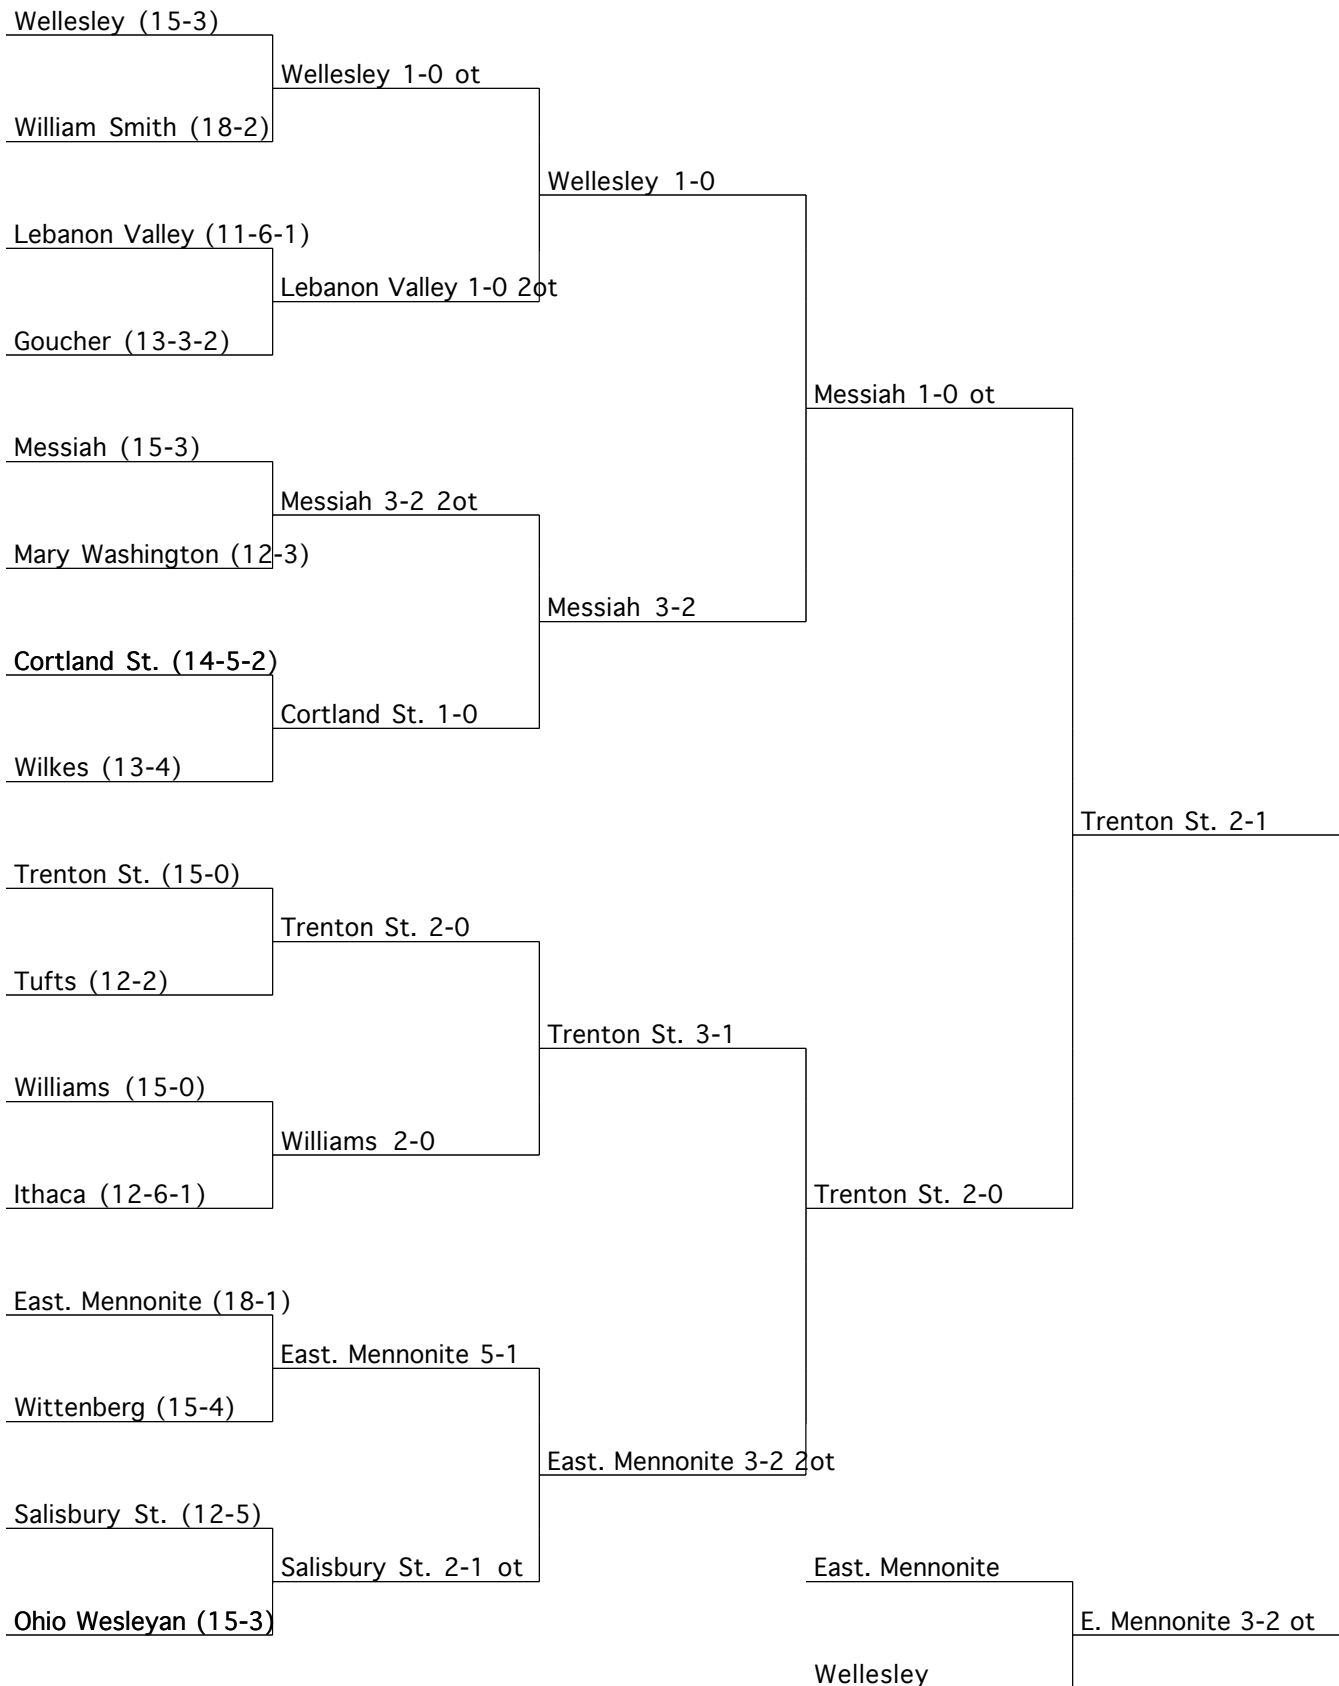 Wellesley (15-3)
Wellesley 1-0 ot
William Smith (18-2)
Wellesley 1-0
Lebanon Valley (11-6-1)
Lebanon Valley 1-0 2ot
Goucher (13-3-2)
Messiah 1-0 ot
Messiah (15-3)
Messiah 3-2 2ot
Mary Washington (12-3)
Messiah 3-2
Cortland St. (14-5-2)
Cortland St. 1-0
Wilkes (13-4)
Trenton St. 2-1
Trenton St. (15-0)
Trenton St. 2-0
Tufts (12-2)
Trenton St. 3-1
Williams (15-0)
Williams 2-0
Ithaca (12-6-1)
Trenton St. 2-0
East. Mennonite (18-1)
East. Mennonite 5-1
Wittenberg (15-4)
East. Mennonite 3-2 2ot
Salisbury St. (12-5)
Salisbury St. 2-1 ot
East. Mennonite
Ohio Wesleyan (15-3)
E. Mennonite 3-2 ot
Wellesley